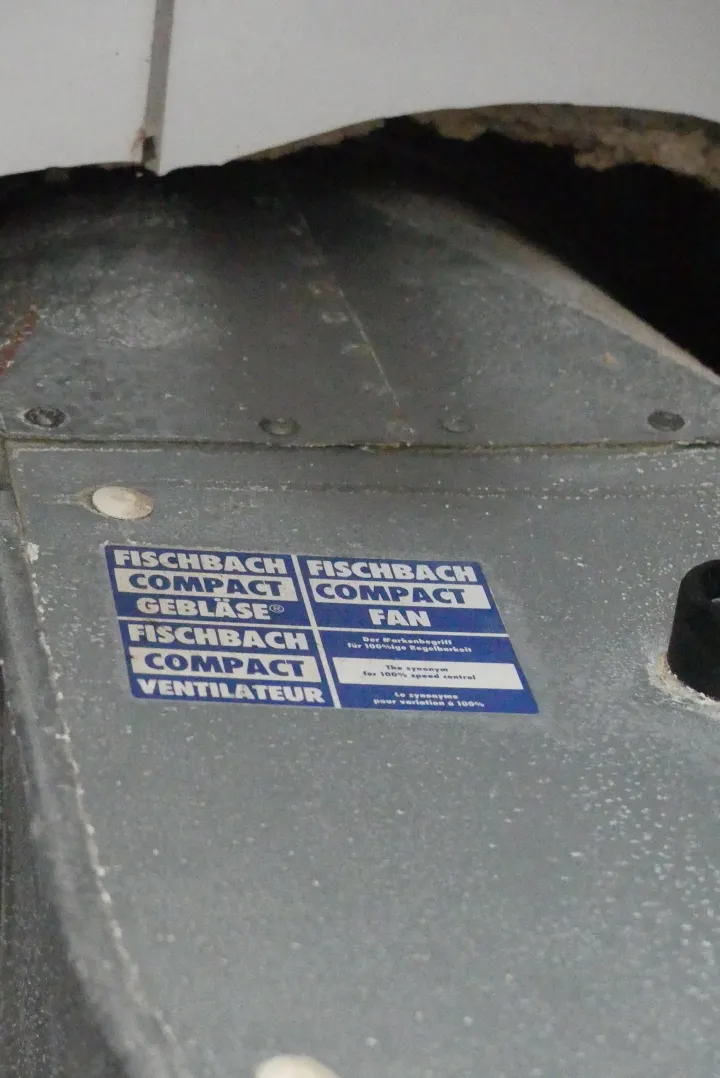 FISCHBACH
COMPACT
GEBLÄSE®
FISCHBACH
COMPACT
FAN
FISCHBACH
COMPACT
VENTILATEUR
Der Markenbegriff
für 100%ige Regelbarkeit
The synonym
for 100% speed control
Le synonyme
pour variation à 100%